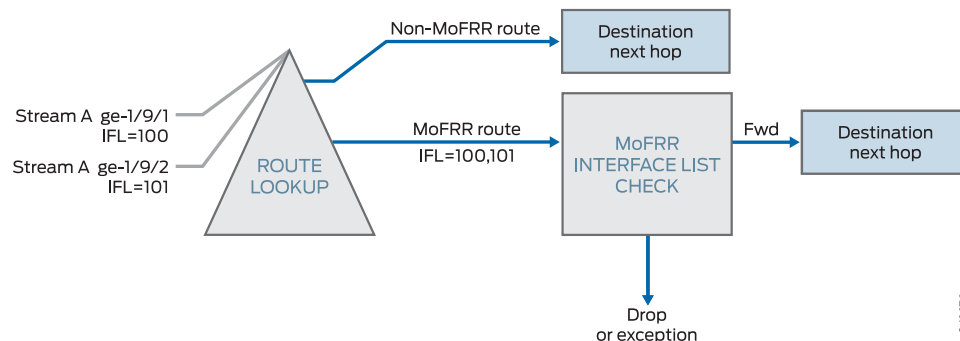 Non-MoFRR route
Destination
next hop
Stream A ge-1/9/1
IFL=100
Stream A ge-1/9/2
IFL=101
ROUTE
LOOKUP
MoFRR route
IFL=100,101
MoFRR
INTERFACE LIST
CHECK
Fwd
Destination
next hop
Drop
or exception